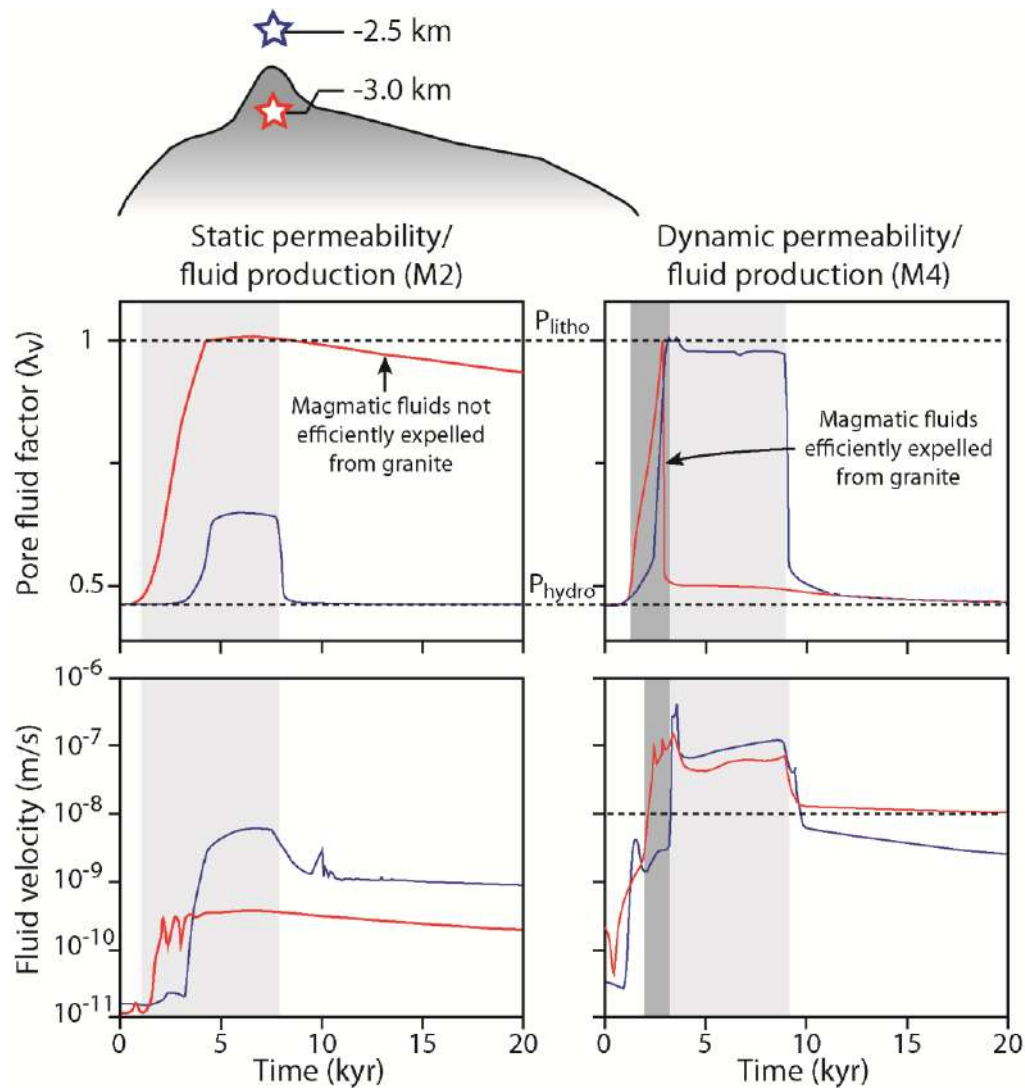 -2.5 km
-3.0 km
Static permeability/
fluid production (M2)
Dynamic permeability/
fluid production (M4)
Pore fluid factor (λv)
1
0.5
Magmatic fluids not
efficiently expelled
from granite
Plitho
Phydro
Magmatic fluids
efficiently expelled
from granite
Fluid velocity (m/s)
10-6
10-7
10-8
10-9
10-10
10-11
0 5 10 15 20
Time (kyr)
0 5 10 15 20
Time (kyr)